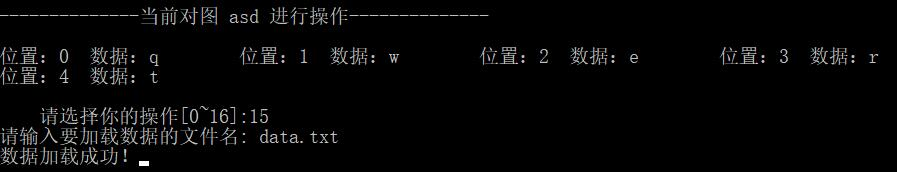 --------------当前对图 asd 进行操作--------------
位置：0 数据：q 位置：1 数据：w 位置：2 数据：e 位置：3 数据：r
位置：4 数据：t
请选择你的操作[0~16]:15
请输入要加载数据的文件名: data.txt
数据加载成功！